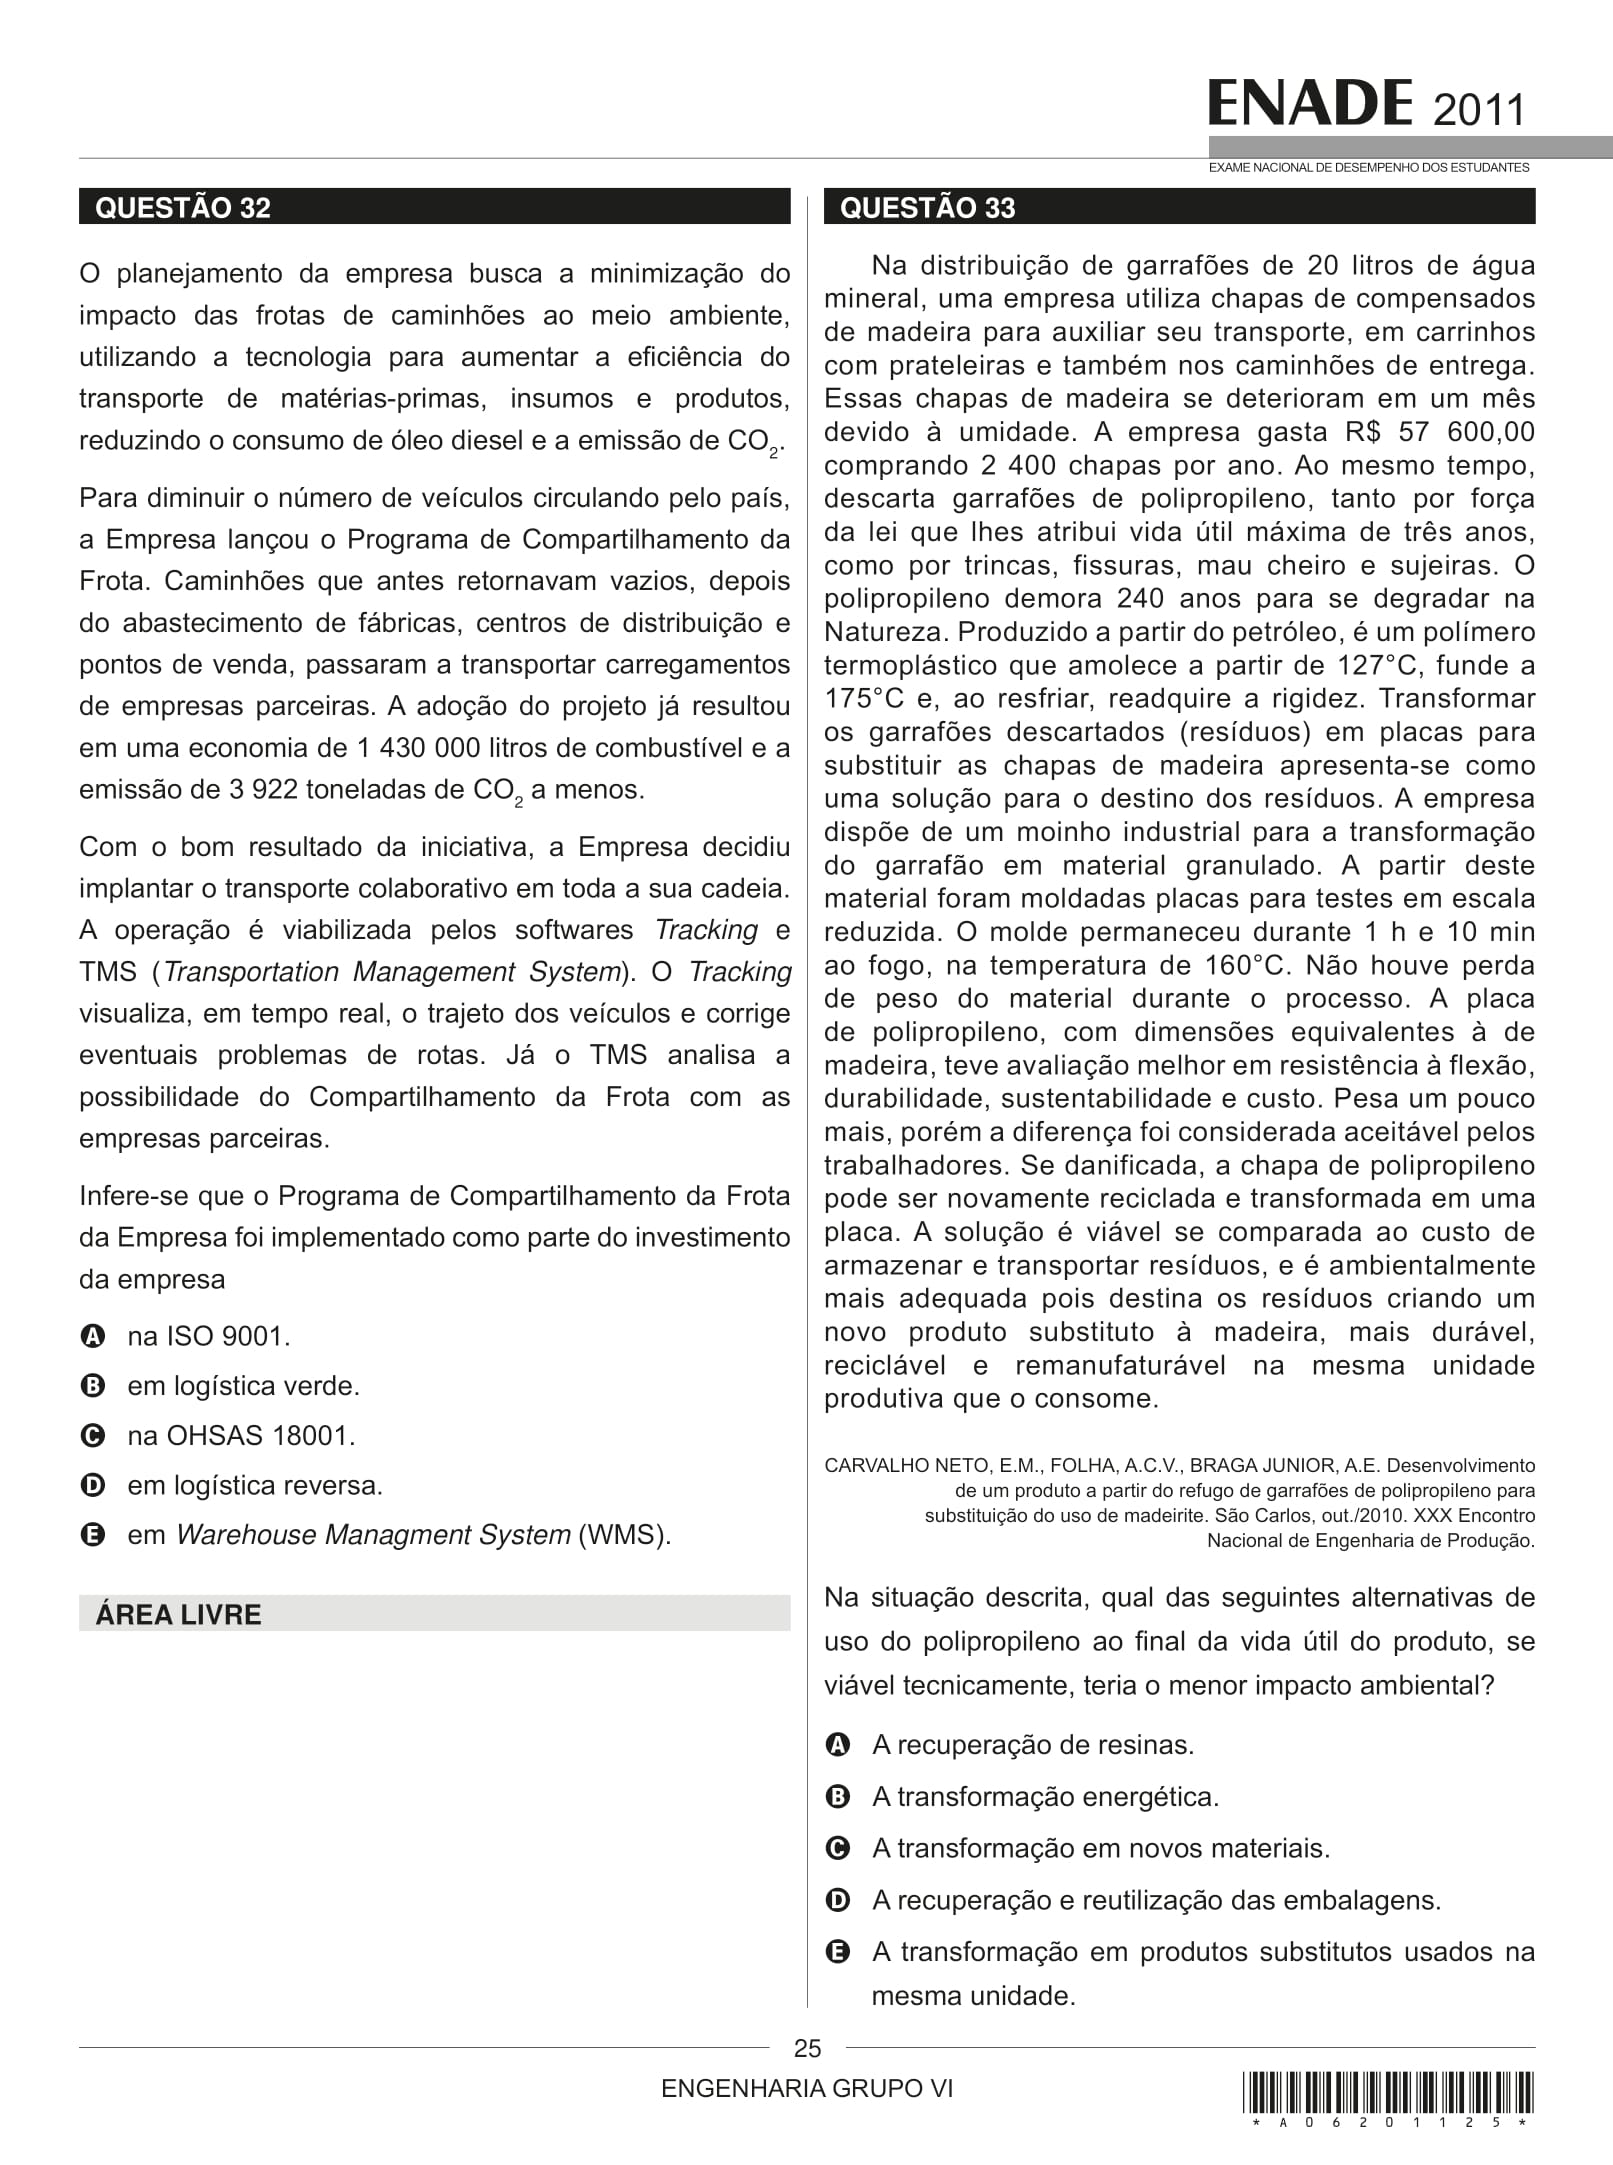 ENADE 2011
EXAME NACIONAL DE DESEMPENHO DOS ESTUDANTES
QUESTÃO 32
O planejamento da empresa busca a minimização do
impacto das frotas de caminhões ao meio ambiente,
utilizando a tecnologia para aumentar a eficiência do
transporte de matérias-primas, insumos e produtos,
reduzindo o consumo de óleo diesel e a emissão de CO2.
Para diminuir o número de veículos circulando pelo país,
a Empresa lançou o Programa de Compartilhamento da
Frota. Caminhões que antes retornavam vazios, depois
do abastecimento de fábricas, centros de distribuição e
pontos de venda, passaram a transportar carregamentos
de empresas parceiras. A adoção do projeto já resultou
em uma economia de 1 430 000 litros de combustível e a
emissão de 3 922 toneladas de CO2 a menos.
Com o bom resultado da iniciativa, a Empresa decidiu
implantar o transporte colaborativo em toda a sua cadeia.
A operação é viabilizada pelos softwares Tracking e
TMS (Transportation Management System). O Tracking
visualiza, em tempo real, o trajeto dos veículos e corrige
eventuais problemas de rotas. Já o TMS analisa a
possibilidade do Compartilhamento da Frota com as
empresas parceiras.
Infere-se que o Programa de Compartilhamento da Frota
da Empresa foi implementado como parte do investimento
da empresa
A na ISO 9001.
B em logística verde.
C na OHSAS 18001.
D em logística reversa.
E em Warehouse Managment System (WMS).
ÁREA LIVRE
QUESTÃO 33
Na distribuição de garrafões de 20 litros de água
mineral, uma empresa utiliza chapas de compensados
de madeira para auxiliar seu transporte, em carrinhos
com prateleiras e também nos caminhões de entrega.
Essas chapas de madeira se deterioram em um mês
devido à umidade. A empresa gasta R$ 57 600,00
comprando 2 400 chapas por ano. Ao mesmo tempo,
descarta garrafões de polipropileno, tanto por força
da lei que lhes atribui vida útil máxima de três anos,
como por trincas, fissuras, mau cheiro e sujeiras. O
polipropileno demora 240 anos para se degradar na
Natureza. Produzido a partir do petróleo, é um polímero
termoplástico que amolece a partir de 127°C, funde a
175°C e, ao resfriar, readquire a rigidez. Transformar
os garrafões descartados (resíduos) em placas para
substituir as chapas de madeira apresenta-se como
uma solução para o destino dos resíduos. A empresa
dispõe de um moinho industrial para a transformação
do garrafão em material granulado. A partir deste
material foram moldadas placas para testes em escala
reduzida. O molde permaneceu durante 1 h e 10 min
ao fogo, na temperatura de 160°C. Não houve perda
de peso do material durante o processo. A placa
de polipropileno, com dimensões equivalentes à de
madeira, teve avaliação melhor em resistência à flexão,
durabilidade, sustentabilidade e custo. Pesa um pouco
mais, porém a diferença foi considerada aceitável pelos
trabalhadores. Se danificada, a chapa de polipropileno
pode ser novamente reciclada e transformada em uma
placa. A solução é viável se comparada ao custo de
armazenar e transportar resíduos, e é ambientalmente
mais adequada pois destina os resíduos criando um
novo produto substituto à madeira, mais durável,
reciclável e remanufaturável na mesma unidade
produtiva que o consome.
CARVALHO NETO, E.M., FOLHA, A.C.V., BRAGA JUNIOR, A.E. Desenvolvimento
de um produto a partir do refugo de garrafões de polipropileno para
substituição do uso de madeirite. São Carlos, out./2010. XXX Encontro
Nacional de Engenharia de Produção.
Na situação descrita, qual das seguintes alternativas de
uso do polipropileno ao final da vida útil do produto, se
viável tecnicamente, teria o menor impacto ambiental?
A A recuperação de resinas.
B A transformação energética.
C A transformação em novos materiais.
D A recuperação e reutilização das embalagens.
E A transformação em produtos substitutos usados na
mesma unidade.
25
ENGENHARIA GRUPO VI
*A06201125*